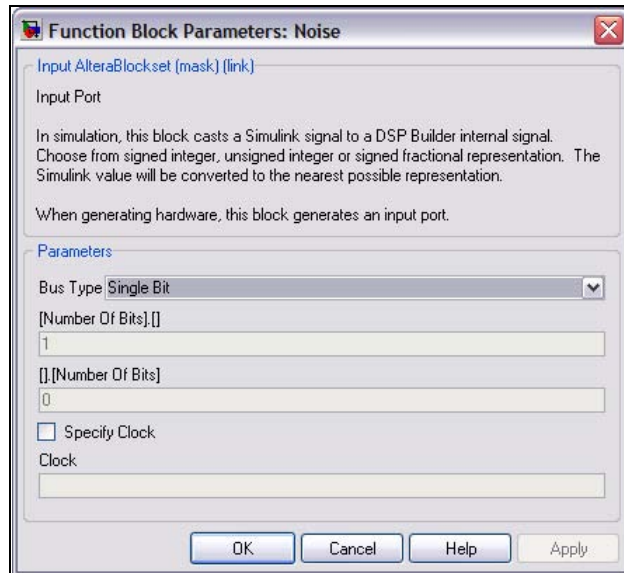 Function Block Parameters: Noise
Input AlteraBlockset (mask) (link)
Input Port
In simulation, this block casts a Simulink signal to a DSP Builder internal signal.
Choose from signed integer, unsigned integer or signed fractional representation. The
Simulink value will be converted to the nearest possible representation.
When generating hardware, this block generates an input port.
Parameters
Bus Type Single Bit
[Number Of Bits].[]
1
[].[Number Of Bits]
0
Specify Clock
Clock
OK Cancel Help Apply